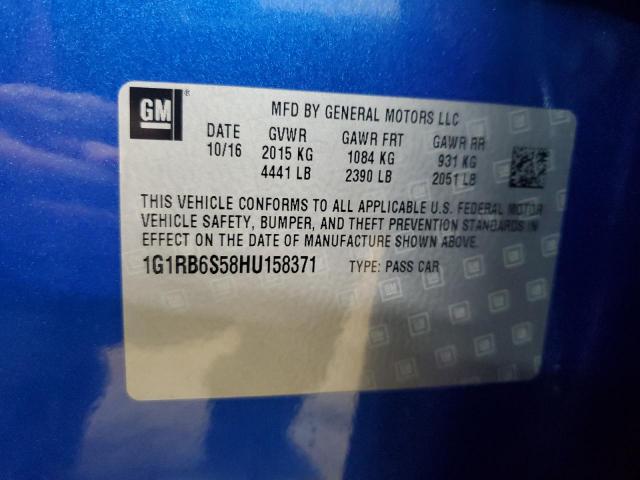 GM ®
MFD BY GENERAL MOTORS LLC
DATE GVWR GAWR FRT GAWR RR
10/16 2015 KG 1084 KG 931 KG
4441 LB 2390 LB 2051 LB
THIS VEHICLE CONFORMS TO ALL APPLICABLE U.S. FEDERAL MOTOR
VEHICLE SAFETY, BUMPER, AND THEFT PREVENTION STANDARDS IN
EFFECT ON THE DATE OF MANUFACTURE SHOWN ABOVE.
1G1RB6S58HU158371 TYPE: PASS CAR